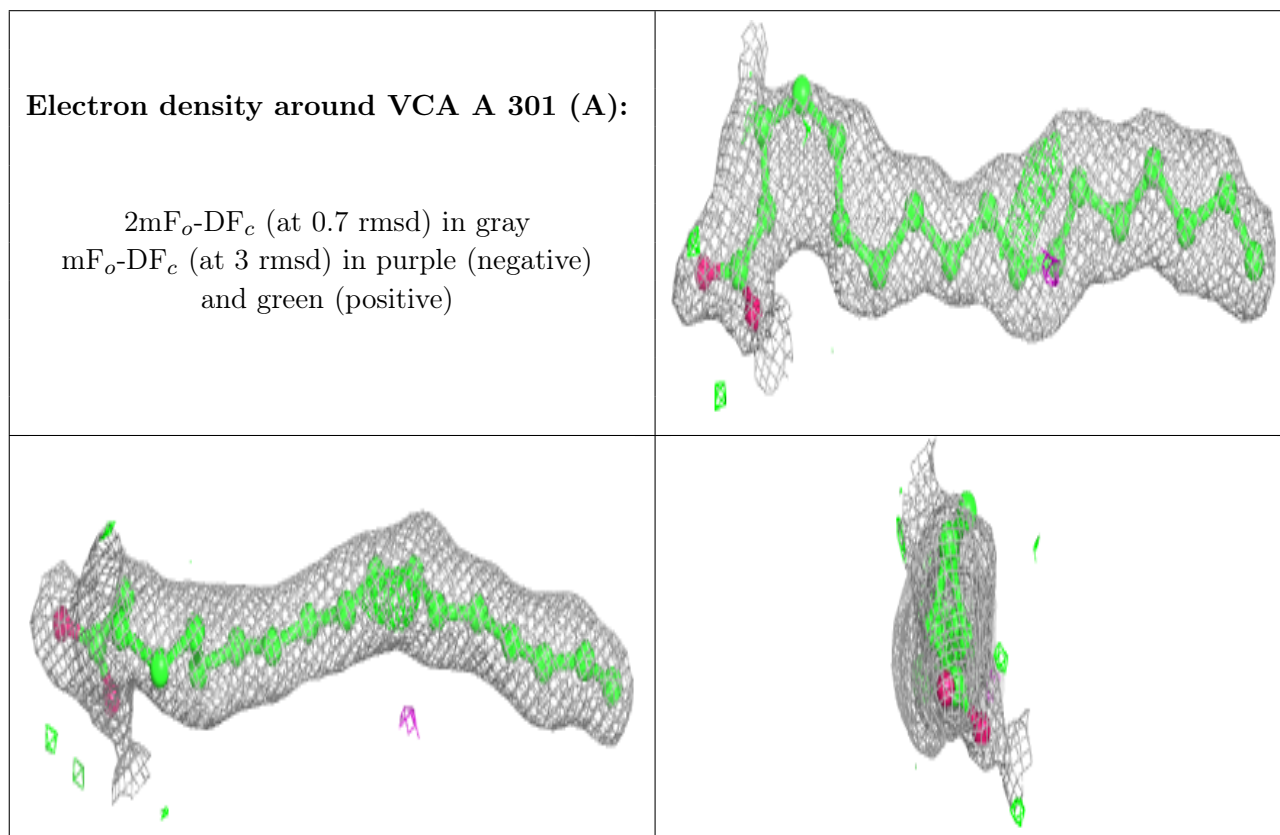 Electron density around VCA A 301 (A):
2mFo-DFc (at 0.7 rmsd) in gray
mFo-DFc (at 3 rmsd) in purple (negative)
and green (positive)